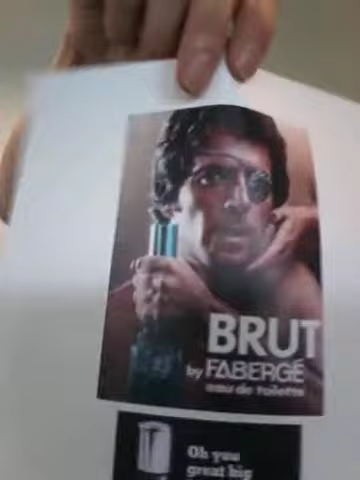 BRUT
by FABERGÉ
eau de toilette
Oh you
great big